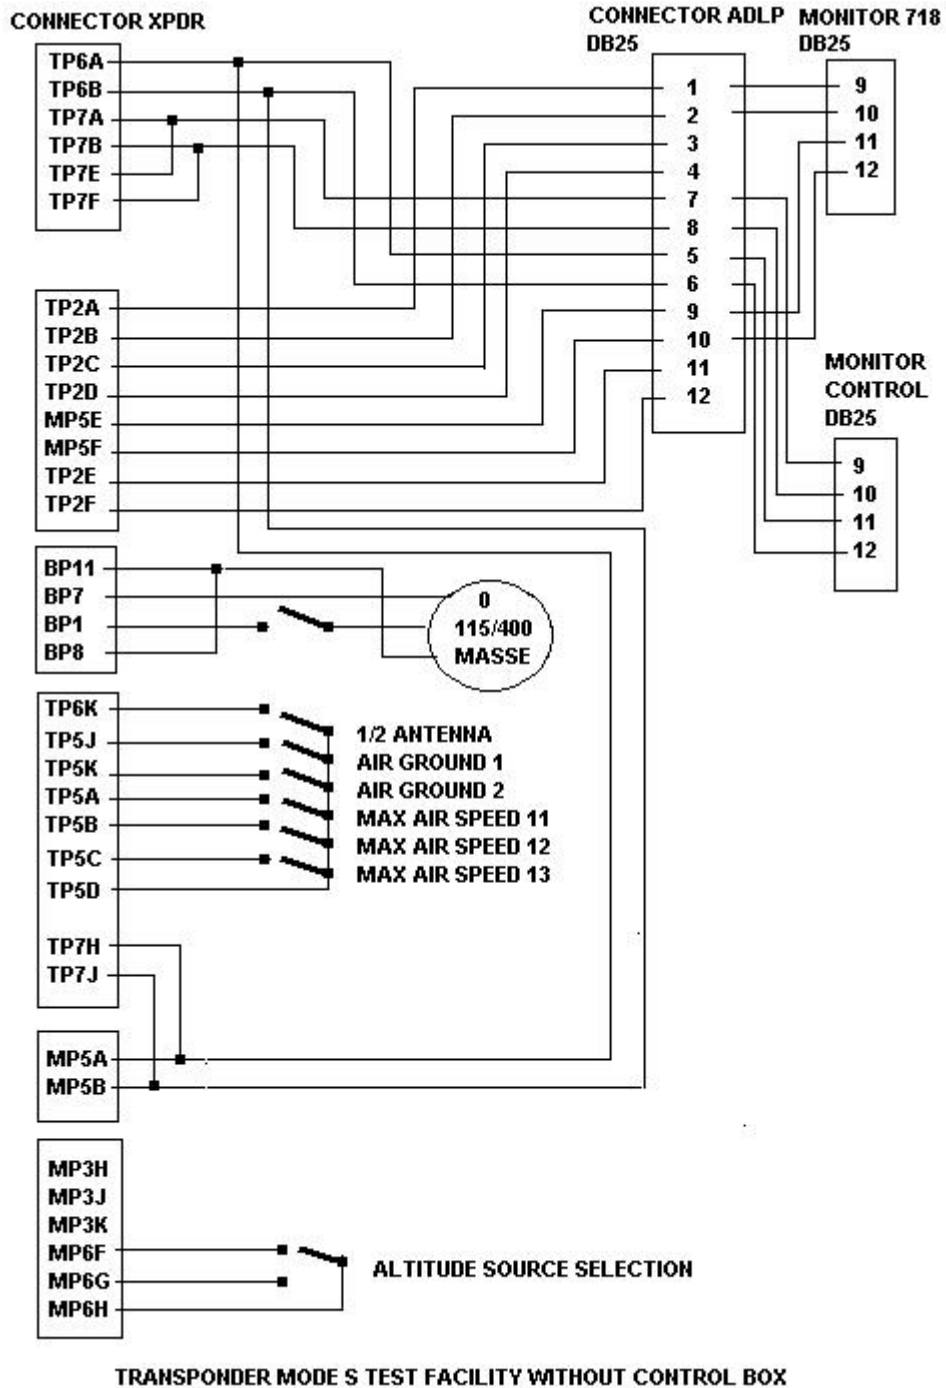 CONNECTOR XPDR
CONNECTOR ADLP
DB25
MONITOR 718
DB25
TP6A
TP6B
TP7A
TP7B
TP7E
TP7F
1
2
3
4
7
8
5
6
9
10
11
12
9
10
11
12
TP2A
TP2B
TP2C
TP2D
MP5E
MP5F
TP2E
TP2F
MONITOR
CONTROL
DB25
9
10
11
12
BP11
BP7
BP1
BP8
0
115/400
MASSE
TP6K
TP5J
TP5K
TP5A
TP5B
TP5C
TP5D
TP7H
TP7J
1/2 ANTENNA
AIR GROUND 1
AIR GROUND 2
MAX AIR SPEED 11
MAX AIR SPEED 12
MAX AIR SPEED 13
MP5A
MP5B
MP3H
MP3J
MP3K
MP6F
MP6G
MP6H
ALTITUDE SOURCE SELECTION
TRANSPONDER MODE S TEST FACILITY WITHOUT CONTROL BOX